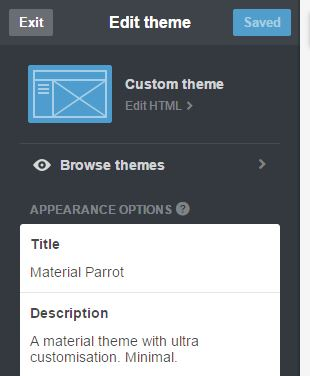 Exit Edit theme Saved
Custom theme
Edit HTML >
Browse themes >
APPEARANCE OPTIONS ?
Title
Material Parrot
Description
A material theme with ultra
customisation. Minimal.